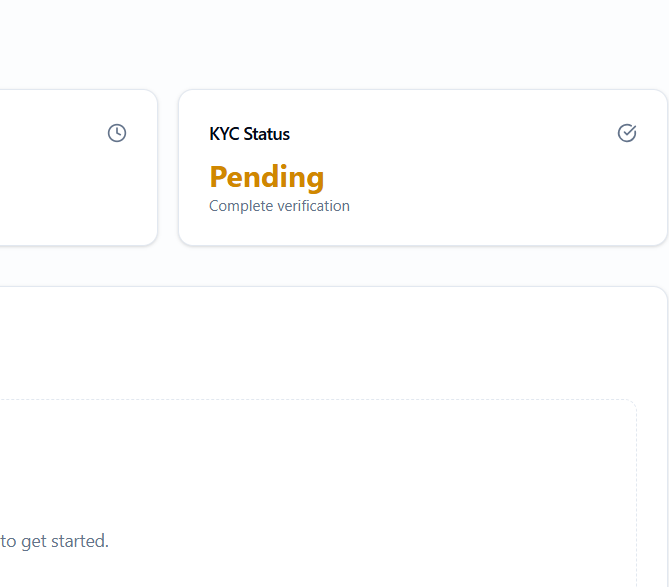 KYC Status
Pending
Complete verification
to get started.